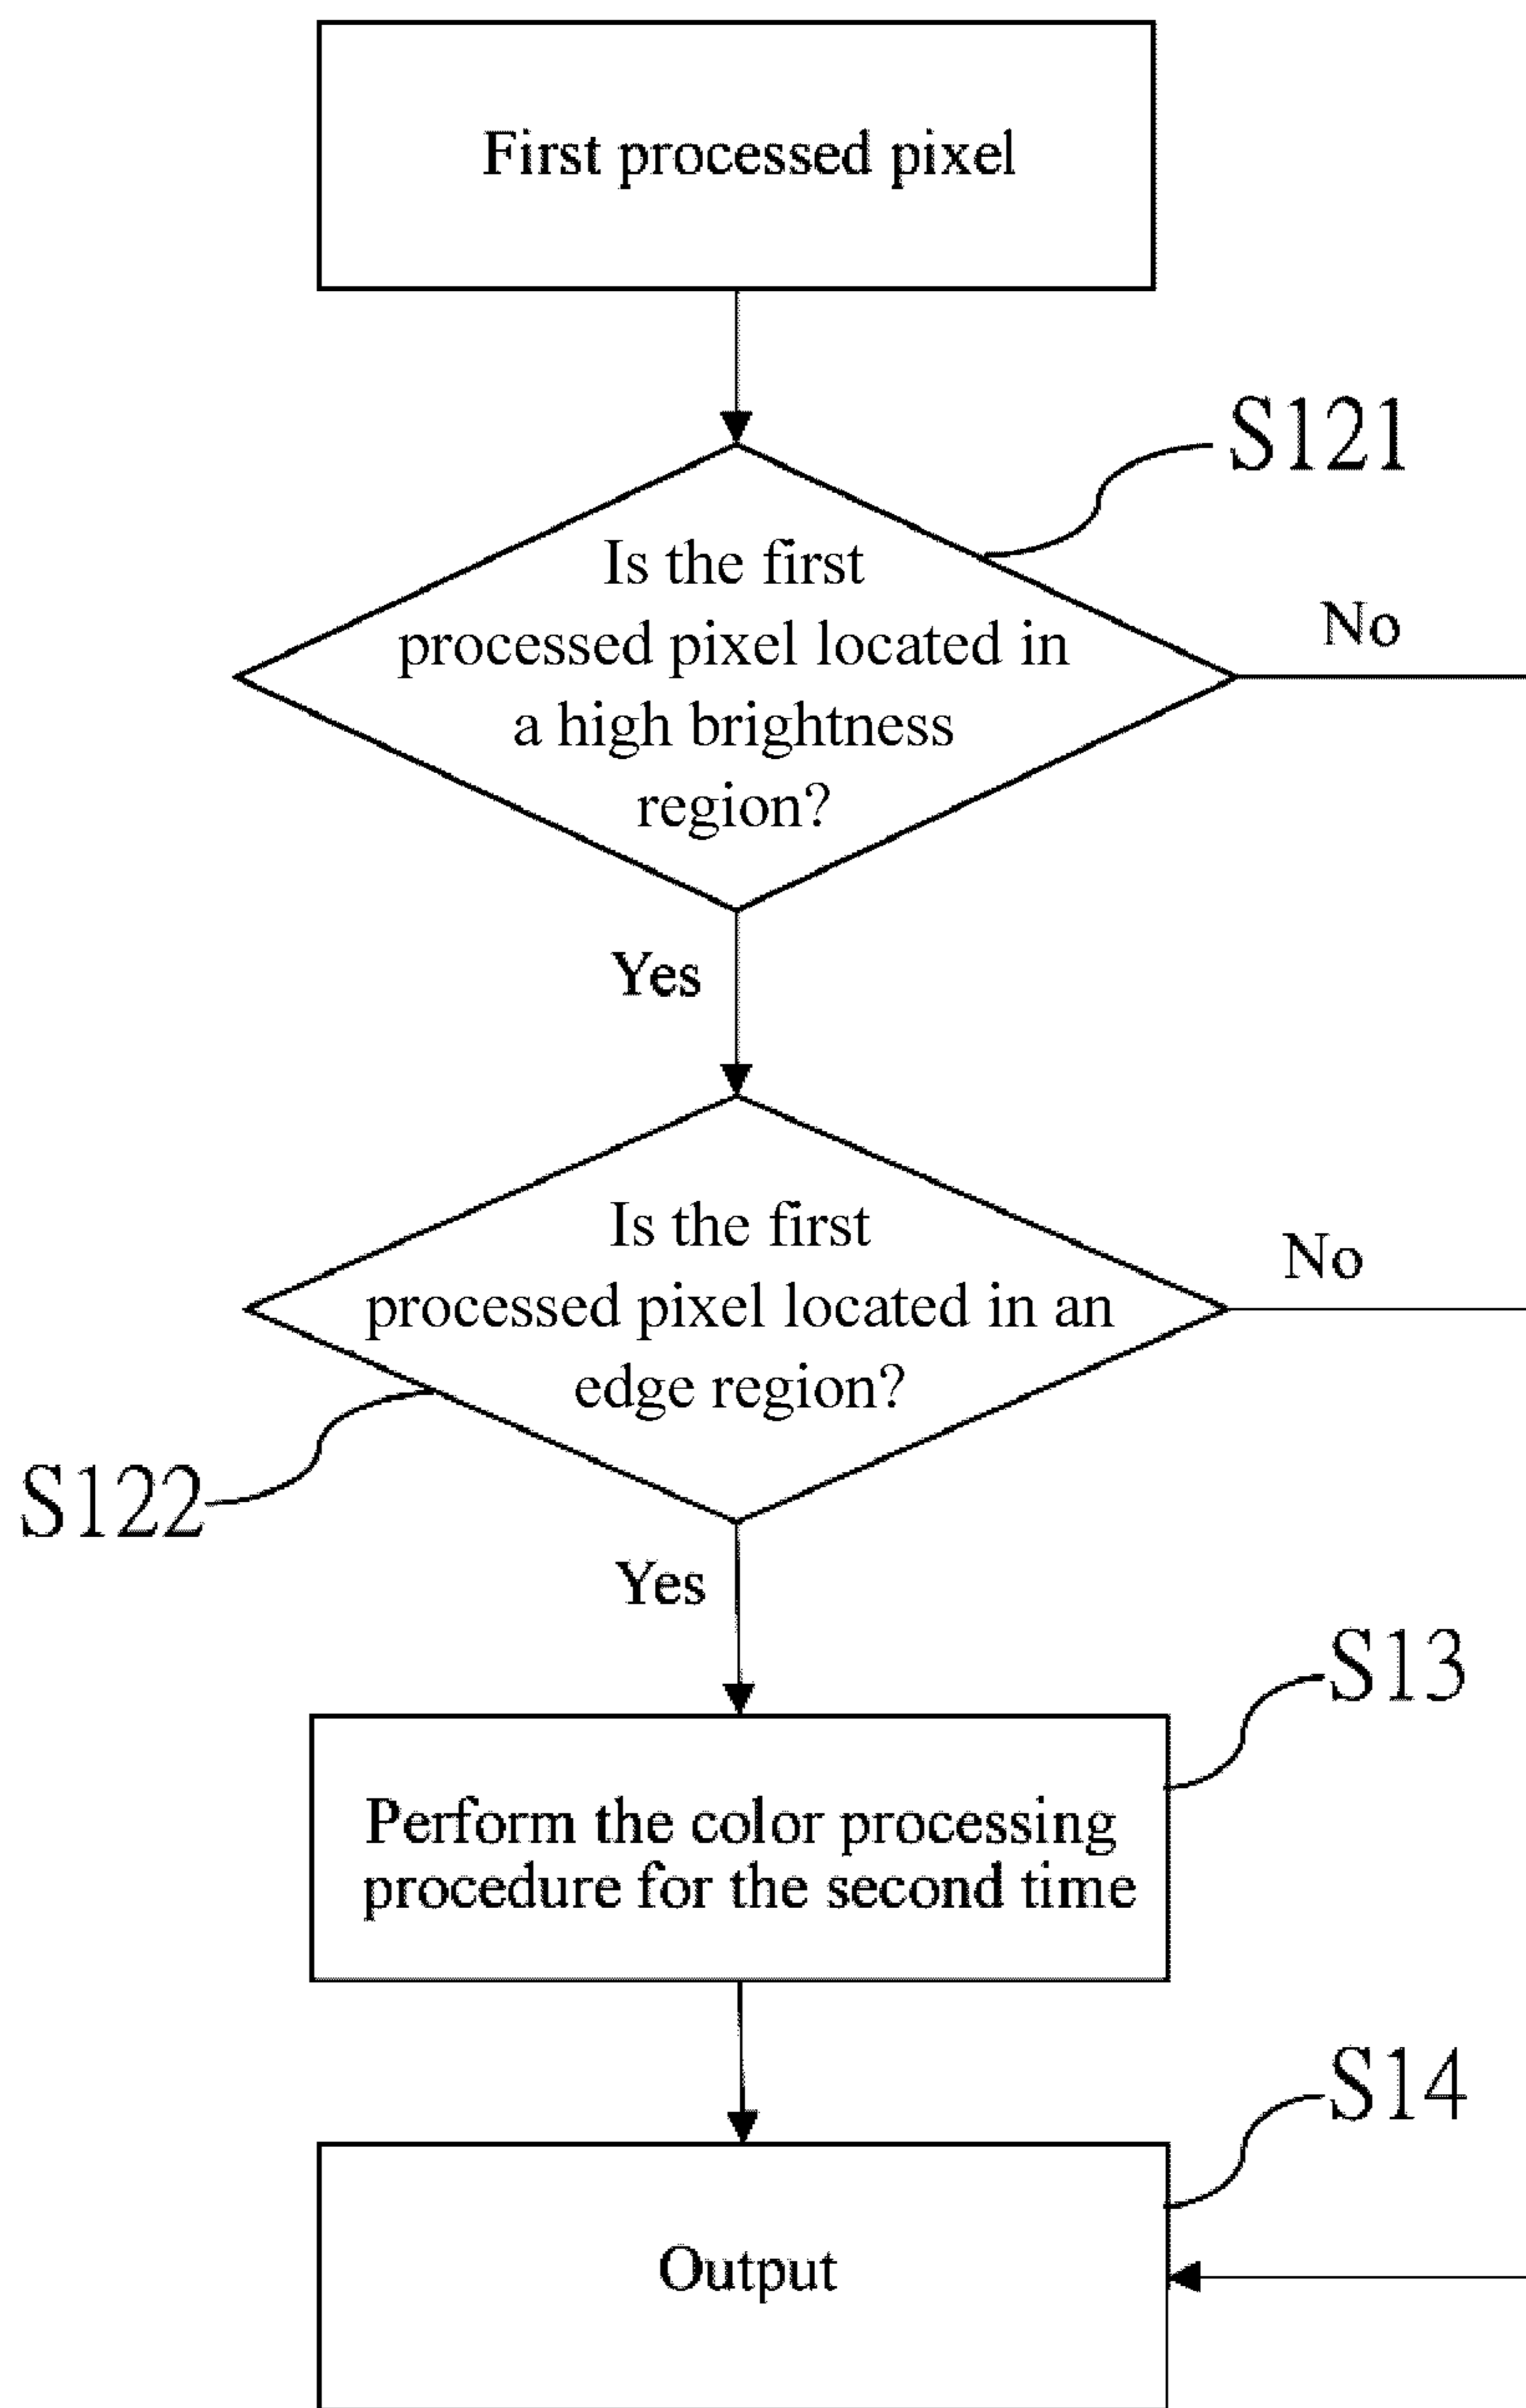 First processed pixel
S121
Is the first
processed pixel located in
a high brightness
region?
No
Yes
Is the first
processed pixel located in an
edge region?
No
S122
Yes
S13
Perform the color processing
procedure for the second time
S14
Output